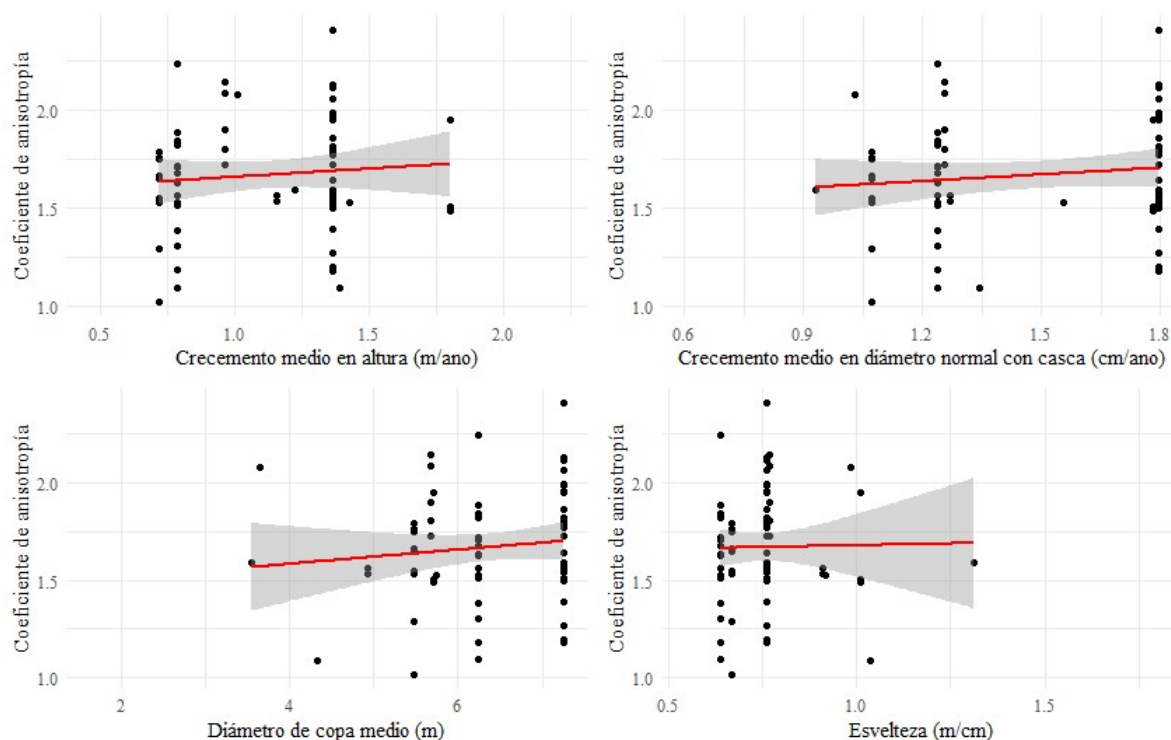 Coeficiente de anisotropía
2.0
1.5
1.0
0.5 1.0 1.5 2.0
Crecemento medio en altura (m/ano)
Coeficiente de anisotropía
2.0
1.5
1.0
0.6 0.9 1.2 1.5 1.8
Crecemento medio en diámetro normal con casca (cm/ano)
Coeficiente de anisotropía
2.0
1.5
1.0
2 4 6
Diámetro de copa medio (m)
Coeficiente de anisotropía
2.0
1.5
1.0
0.5 1.0 1.5
Esvelteza (m/cm)